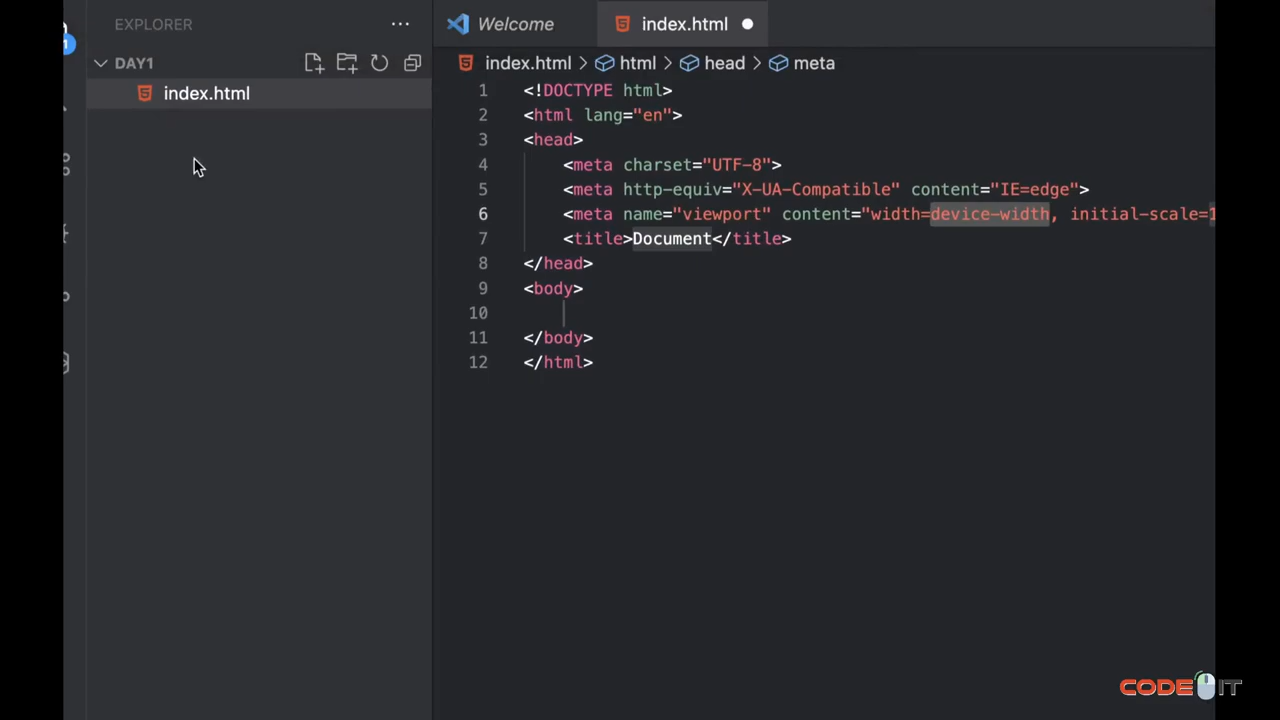 EXPLORER
DAY1
index.html
1
Welcome
index.html
index.html > html > head > meta
1 <!DOCTYPE html>
2 <html lang="en">
3 <head>
4 <meta charset="UTF-8">
5 <meta http-equiv="X-UA-Compatible" content="IE=edge">
6 <meta name="viewport" content="width=device-width, initial-scale=1
7 <title>Document</title>
8 </head>
9 <body>
10
11 </body>
12 </html>
CODE IT